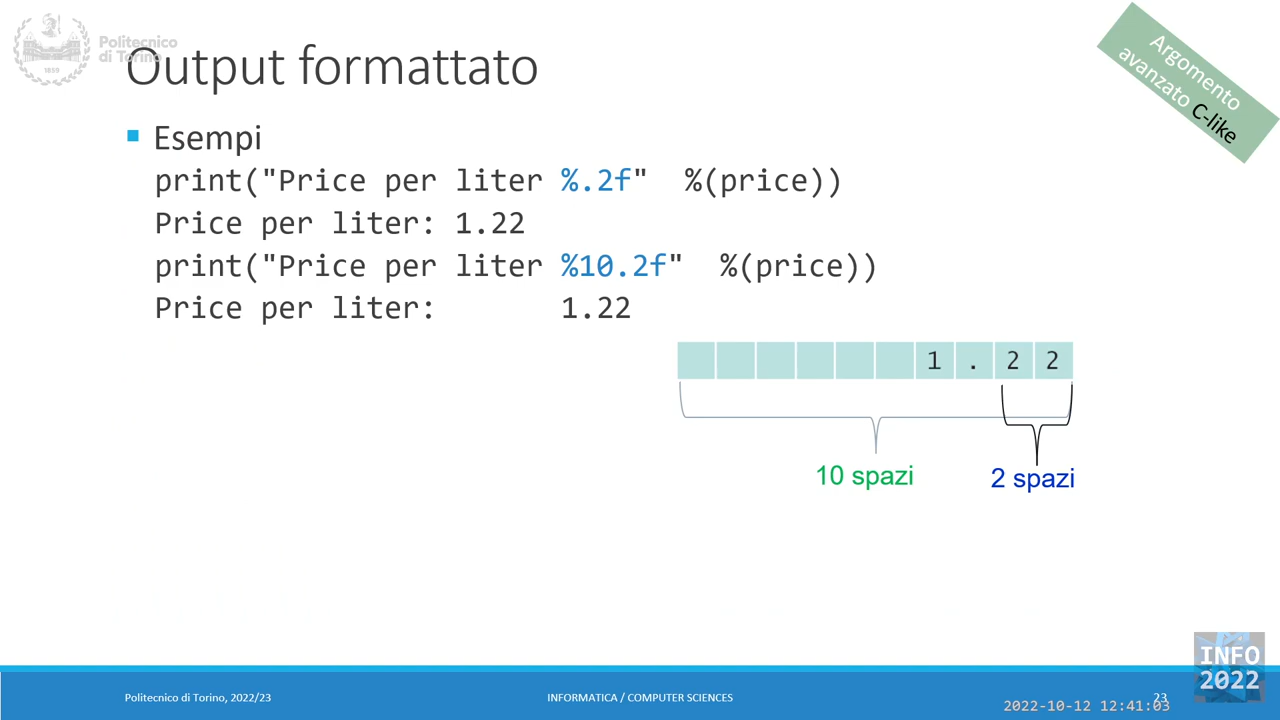 Politecnico
di Torino
1859
Output formattato
Argomento
avanzato C-like
Esempi
print("Price per liter %.2f"  %(price))
Price per liter: 1.22
print("Price per liter %10.2f"  %(price))
Price per liter:       1.22
1 . 2 2
10 spazi
2 spazi
INFO
2022
Politecnico di Torino, 2022/23
INFORMATICA / COMPUTER SCIENCES
23
2022-10-12 12:41:03